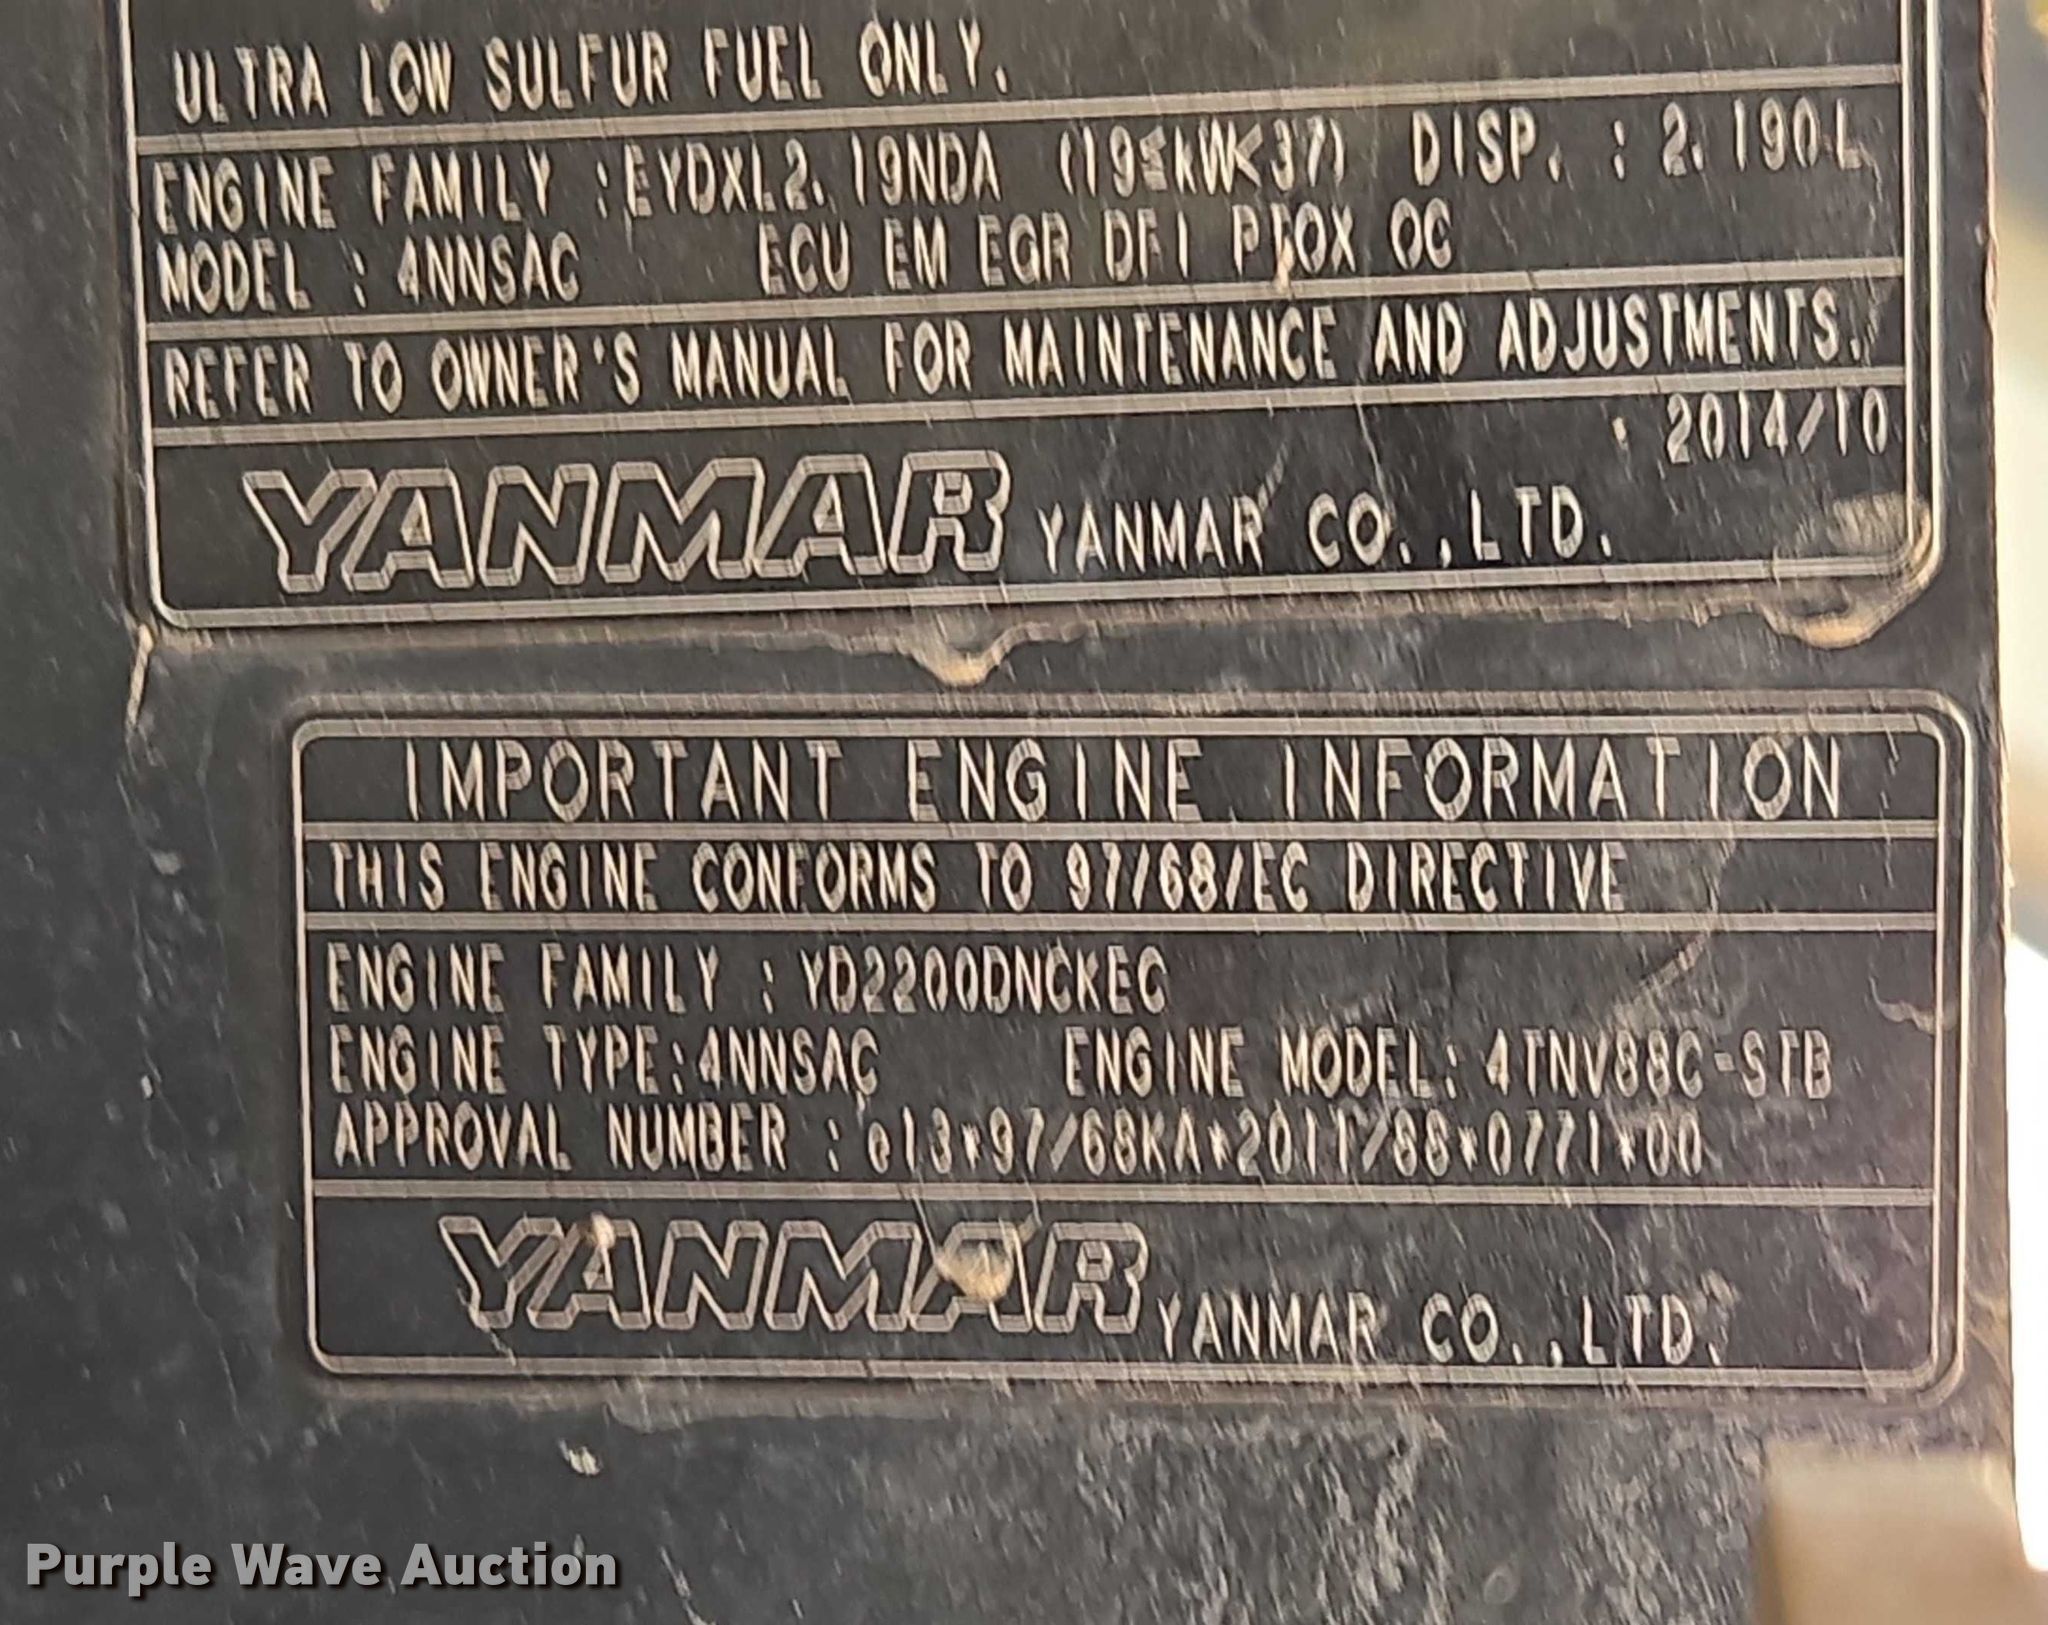 ULTRA LOW SULFUR FUEL ONLY.
ENGINE FAMILY :EYDXL2.19NDA (19≤kW<37) DISP. : 2.190L
MODEL : 4NNSAC ECU EM EGR DFI PTOX OC
REFER TO OWNER'S MANUAL FOR MAINTENANCE AND ADJUSTMENTS.
2014/10
YANMAR YANMAR CO.,LTD.
IMPORTANT ENGINE INFORMATION
THIS ENGINE CONFORMS TO 97/68/EC DIRECTIVE
ENGINE FAMILY : YD2200DNCKEC
ENGINE TYPE:4NNSAC ENGINE MODEL: 4TNV88C-STB
APPROVAL NUMBER : e13*97/68KA*2011/88*0771*00
YANMAR YANMAR CO.,LTD.
Purple Wave Auction